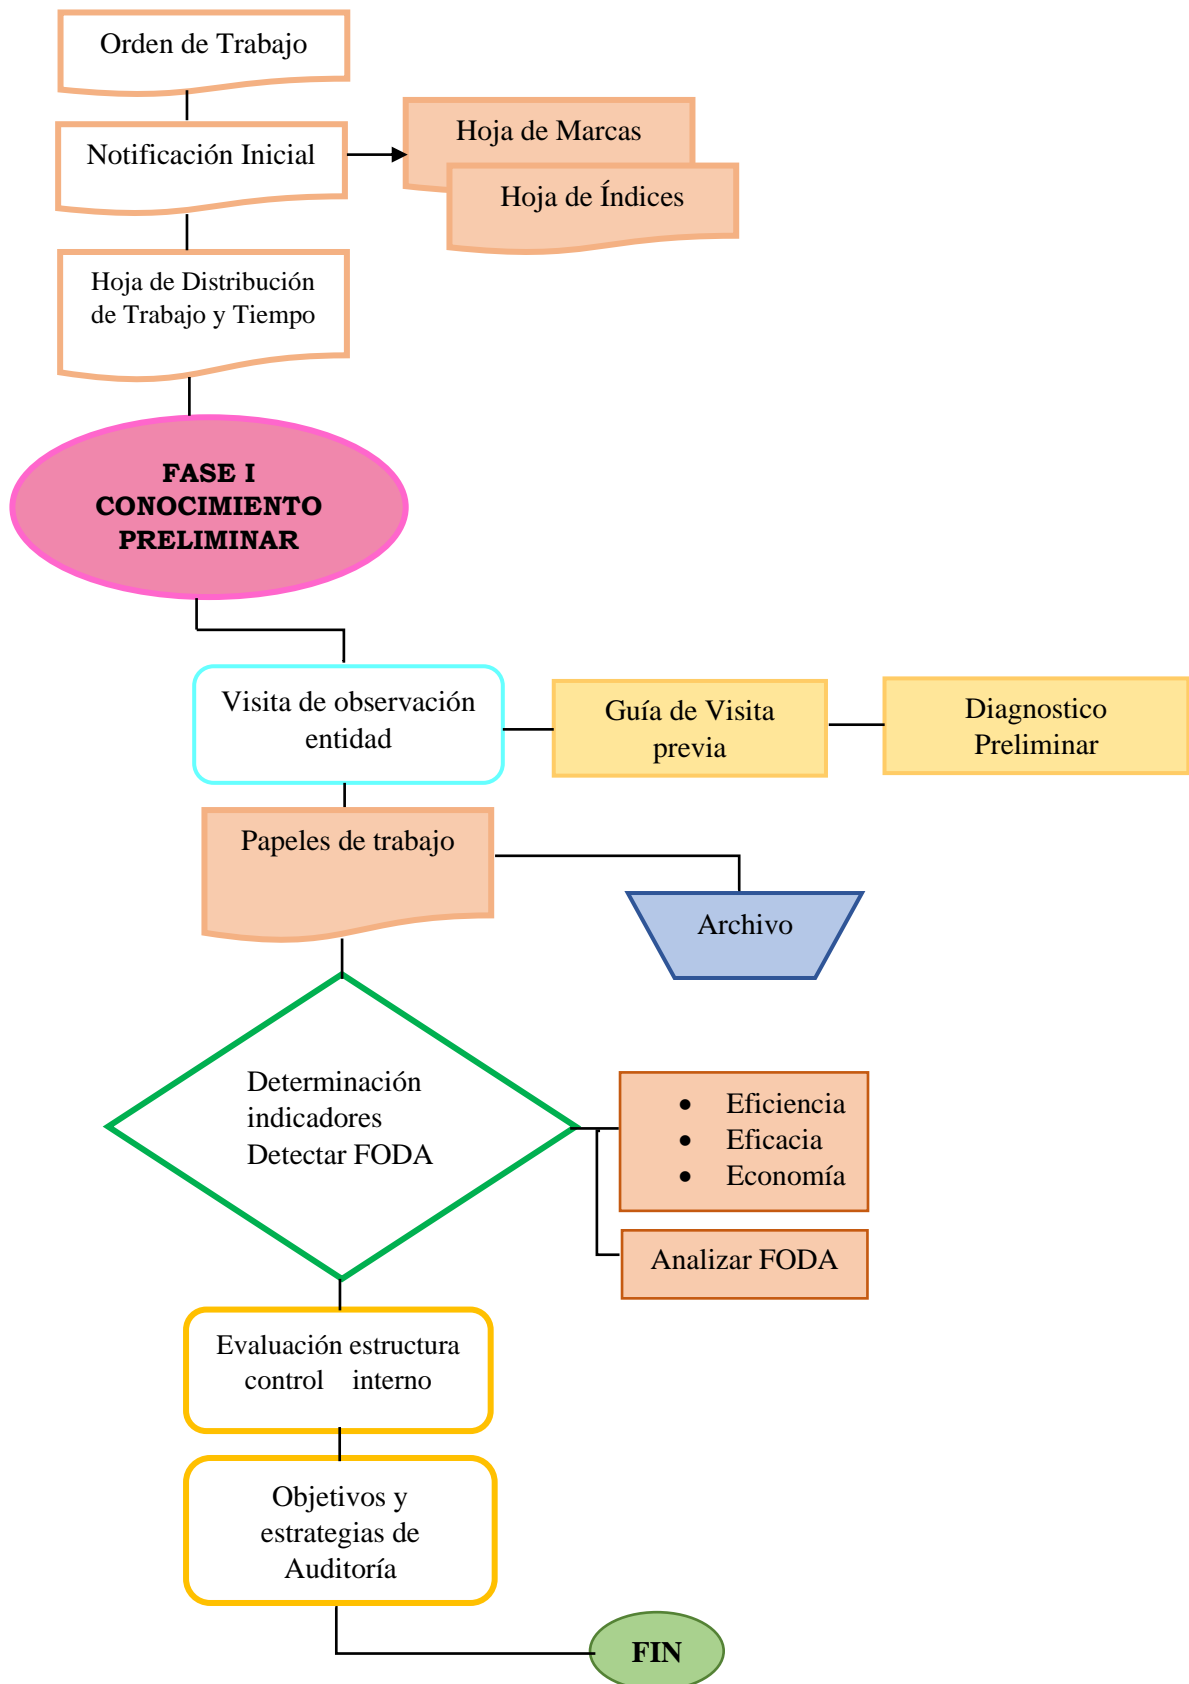 Orden de Trabajo
Notificación Inicial
Hoja de Marcas
Hoja de Índices
Hoja de Distribución
de Trabajo y Tiempo
FASE I
CONOCIMIENTO
PRELIMINAR
Visita de observación
entidad
Guía de Visita
previa
Diagnostico
Preliminar
Papeles de trabajo
Archivo
Determinación
indicadores
Detectar FODA
• Eficiencia
• Eficacia
• Economía
Analizar FODA
Evaluación estructura
control interno
Objetivos y
estrategias de
Auditoría
FIN